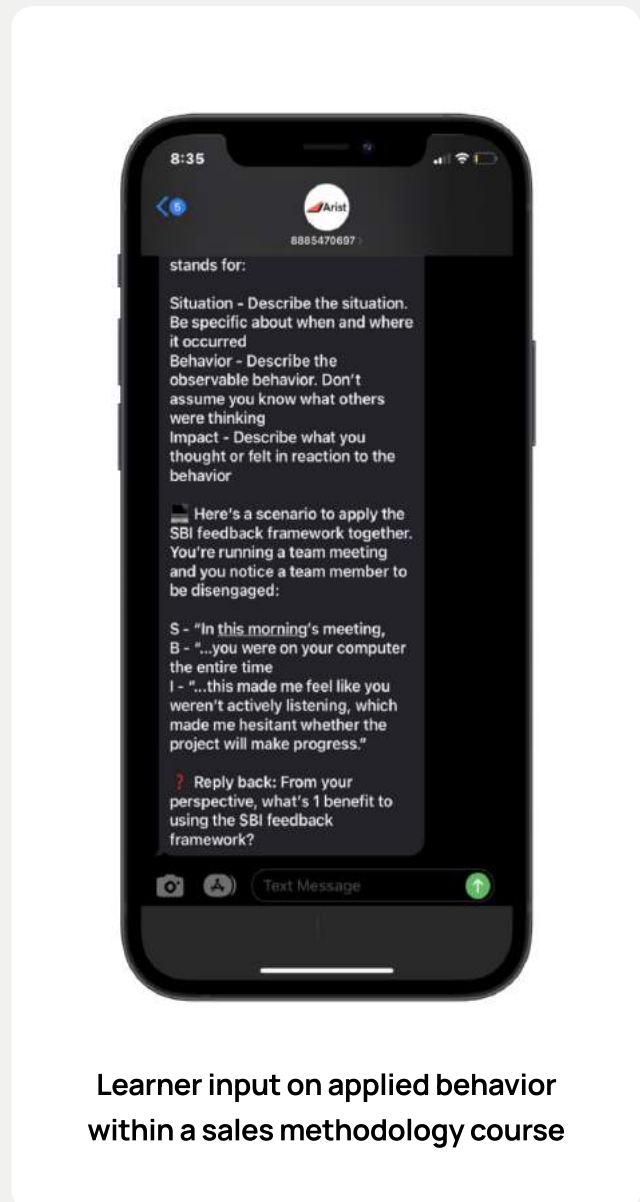 8:35
5
Arist
8885470697
stands for:
Situation - Describe the situation.
Be specific about when and where
it occurred
Behavior - Describe the
observable behavior. Don't
assume you know what others
were thinking
Impact - Describe what you
thought or felt in reaction to the
behavior
Here's a scenario to apply the
SBI feedback framework together.
You're running a team meeting
and you notice a team member to
be disengaged:
S - "In this morning's meeting,
B - "...you were on your computer
the entire time
I - "...this made me feel like you
weren't actively listening, which
made me hesitant whether the
project will make progress."
❓ Reply back: From your
perspective, what's 1 benefit to
using the SBI feedback
framework?
Text Message
Learner input on applied behavior
within a sales methodology course